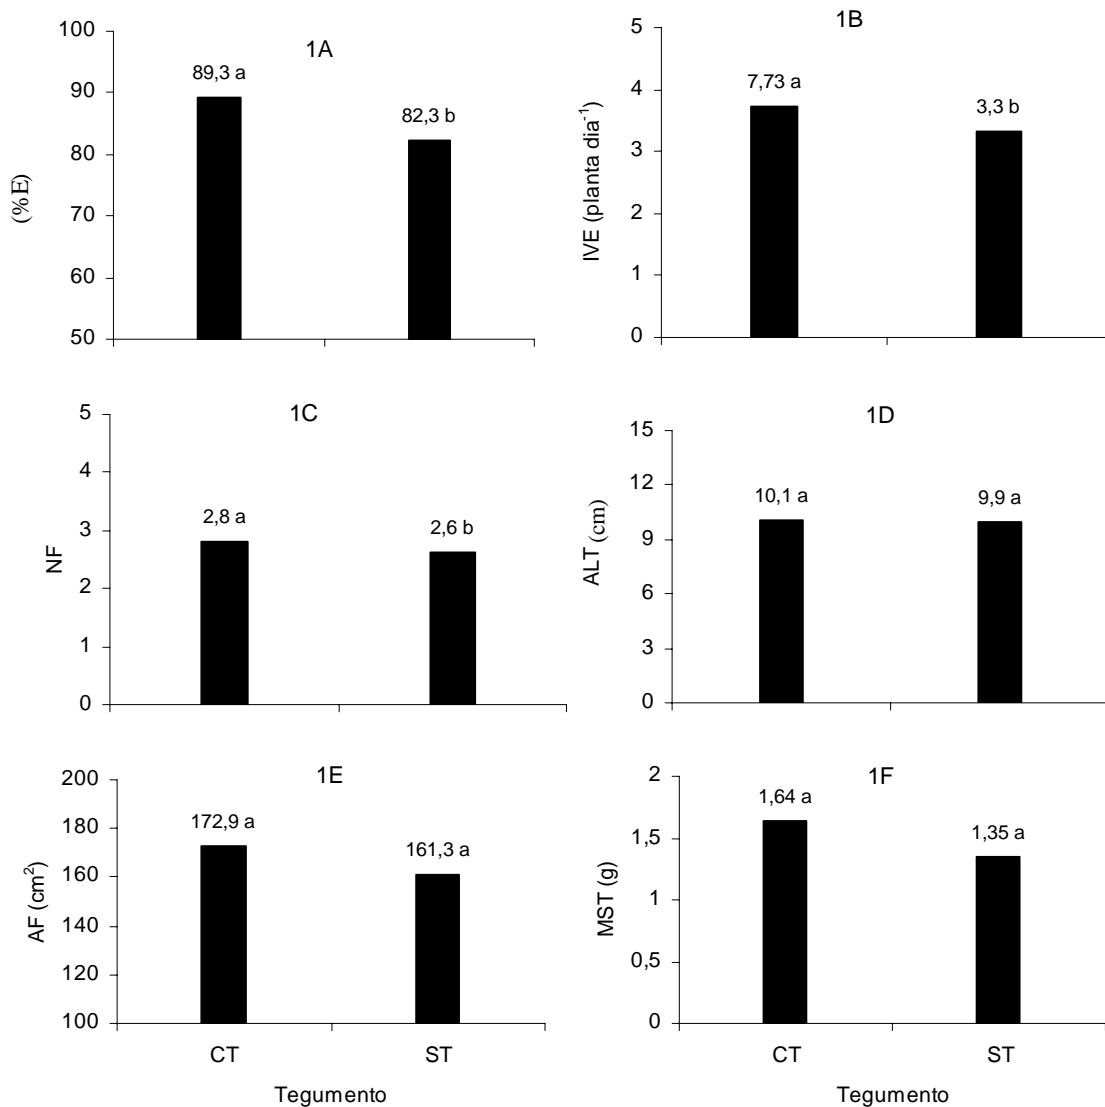 1A
100
90
80
70
60
50
(%E)
89,3 a
82,3 b
1B
5
4
3
2
1
0
IVE (planta dia-1)
7,73 a
3,3 b
1C
5
4
3
2
1
0
NF
2,8 a
2,6 b
1D
15
12
9
6
3
0
ALT (cm)
10,1 a
9,9 a
1E
200
180
160
140
120
100
AF (cm2)
172,9 a
161,3 a
CT ST
Tegumento
1F
2
1,5
1
0,5
0
MST (g)
1,64 a
1,35 a
CT ST
Tegumento